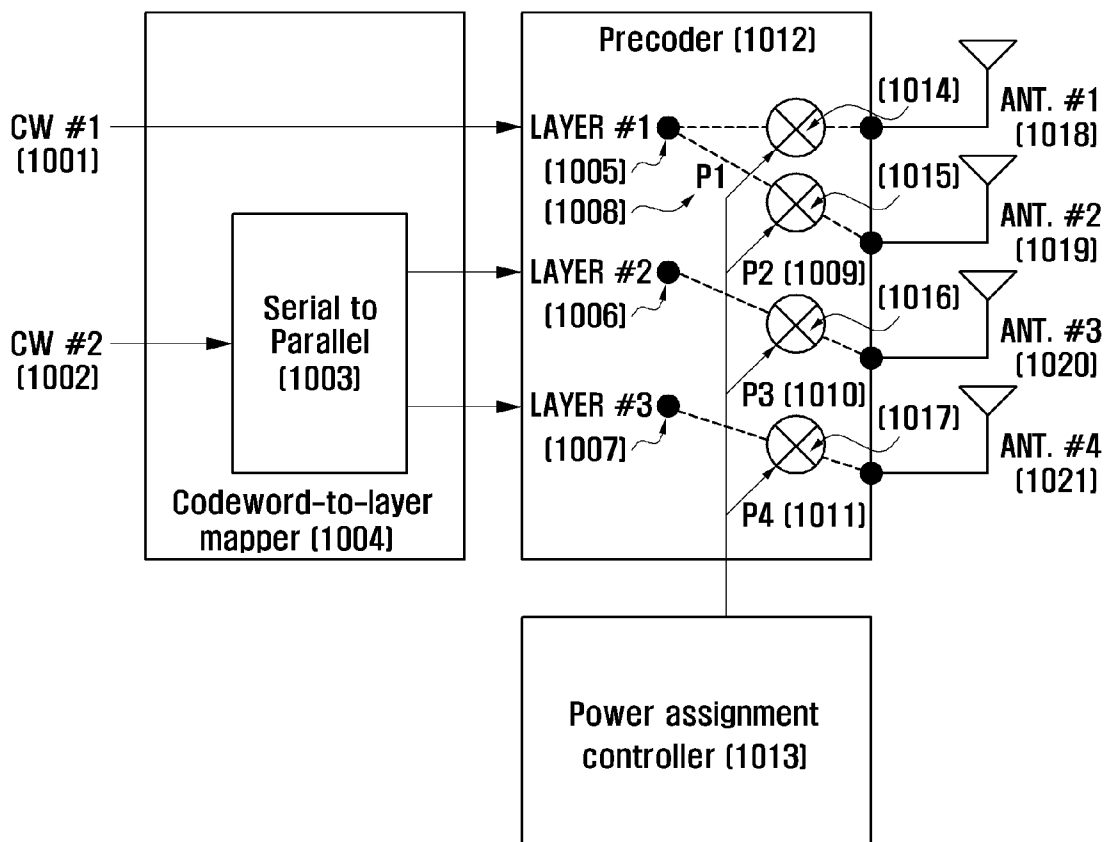 Precoder (1012)
(1014)
ANT. #1
(1018)
CW #1
(1001)
LAYER #1
(1005)
(1008)
P1
(1015)
ANT. #2
(1019)
LAYER #2
(1006)
P2 (1009)
(1016)
ANT. #3
(1020)
Serial to
Parallel
(1003)
CW #2
(1002)
LAYER #3
(1007)
P3 (1010)
(1017)
ANT. #4
(1021)
Codeword-to-layer
mapper (1004)
P4 (1011)
Power assignment
controller (1013)